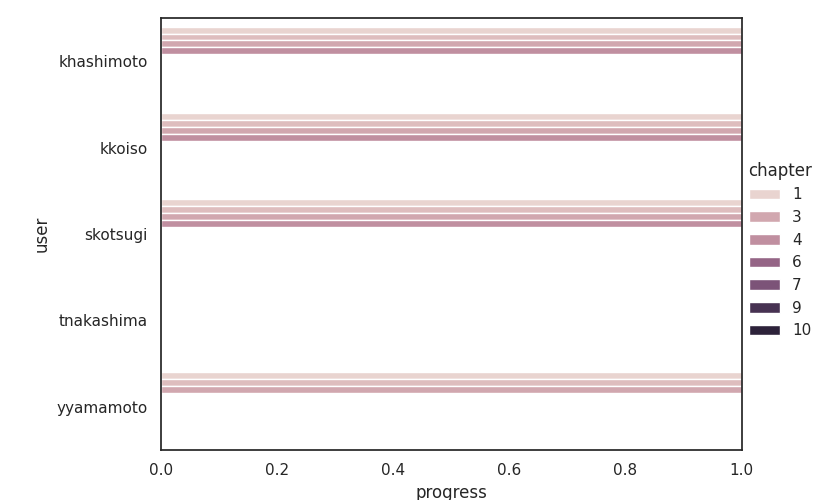 khashimoto
kkoiso
skotsugi
tnakashima
yyamamoto
user
0.0 0.2 0.4 0.6 0.8 1.0
progress
chapter
1
3
4
6
7
9
10